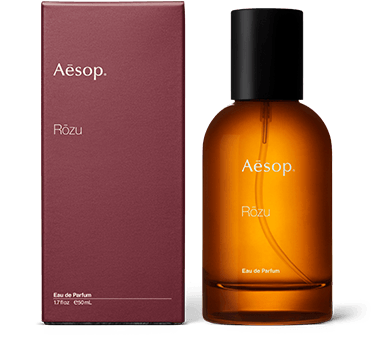 Aēsop.
Rōzu
Eau de Parfum
1.7 fl oz ℮50 mL
Aēsop.
Rōzu
Eau de Parfum